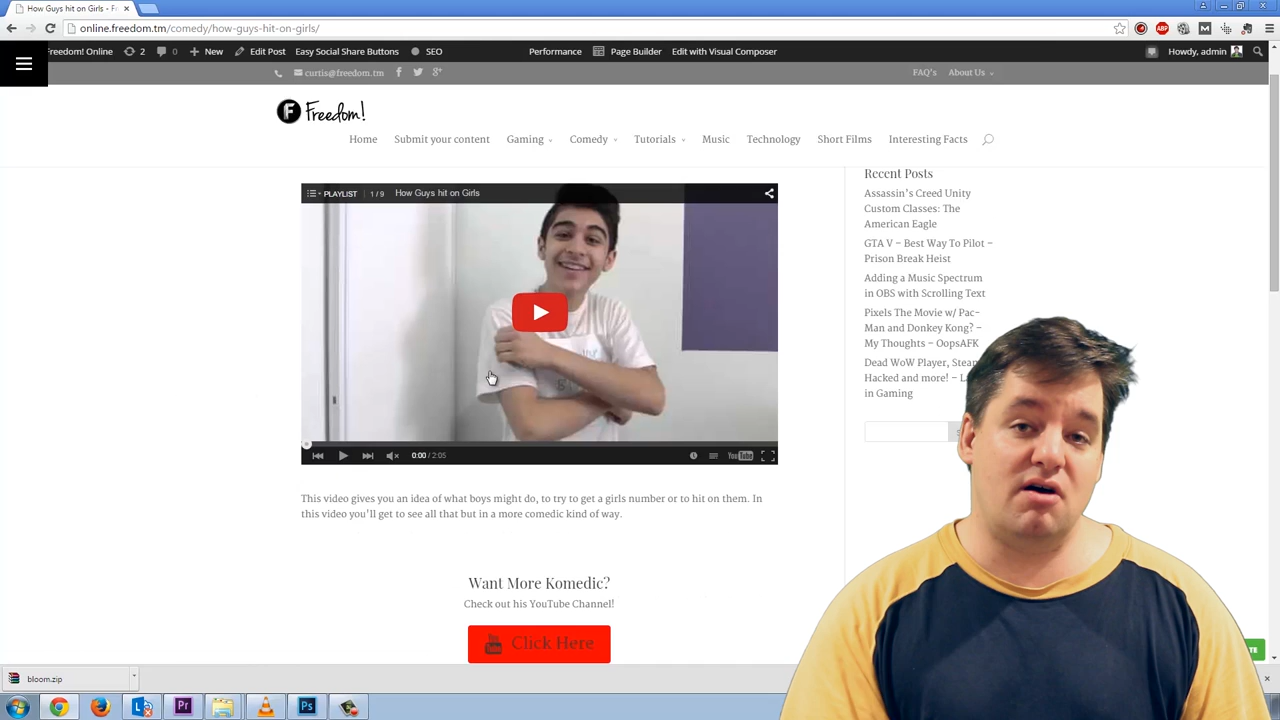 How Guys Hit on Girls | Fr
online.freedom.tm/comedy/how-guys-hit-on-girls/
Freedom! Online 2 0 New Edit Post Easy Social Share Buttons SEO Performance Page Builder Edit with Visual Composer Howdy, admin
curtis@freedom.tm FAQ's About Us
F Freedom!
Home Submit your content Gaming Comedy Tutorials Music Technology Short Films Interesting Facts
PLAYLIST 1/9 How Guys hit on Girls
0:00 / 2:05 YouTube
This video gives you an idea of what boys might do, to try to get a girls number or to hit on them. In
this video you'll get to see all that but in a more comedic kind of way.
Want More Komedic?
Check out his YouTube Channel!
Click Here
Recent Posts
Assassin's Creed Unity
Custom Classes: The
American Eagle
GTA V – Best Way To Pilot –
Prison Break Heist
Adding a Music Spectrum
in OBS with Scrolling Text
Pixels The Movie w/ Pac-
Man and Donkey Kong? –
My Thoughts – OopsAFK
Dead WoW Player, Steam
Hacked and more! –
in Gaming
bloom.zip